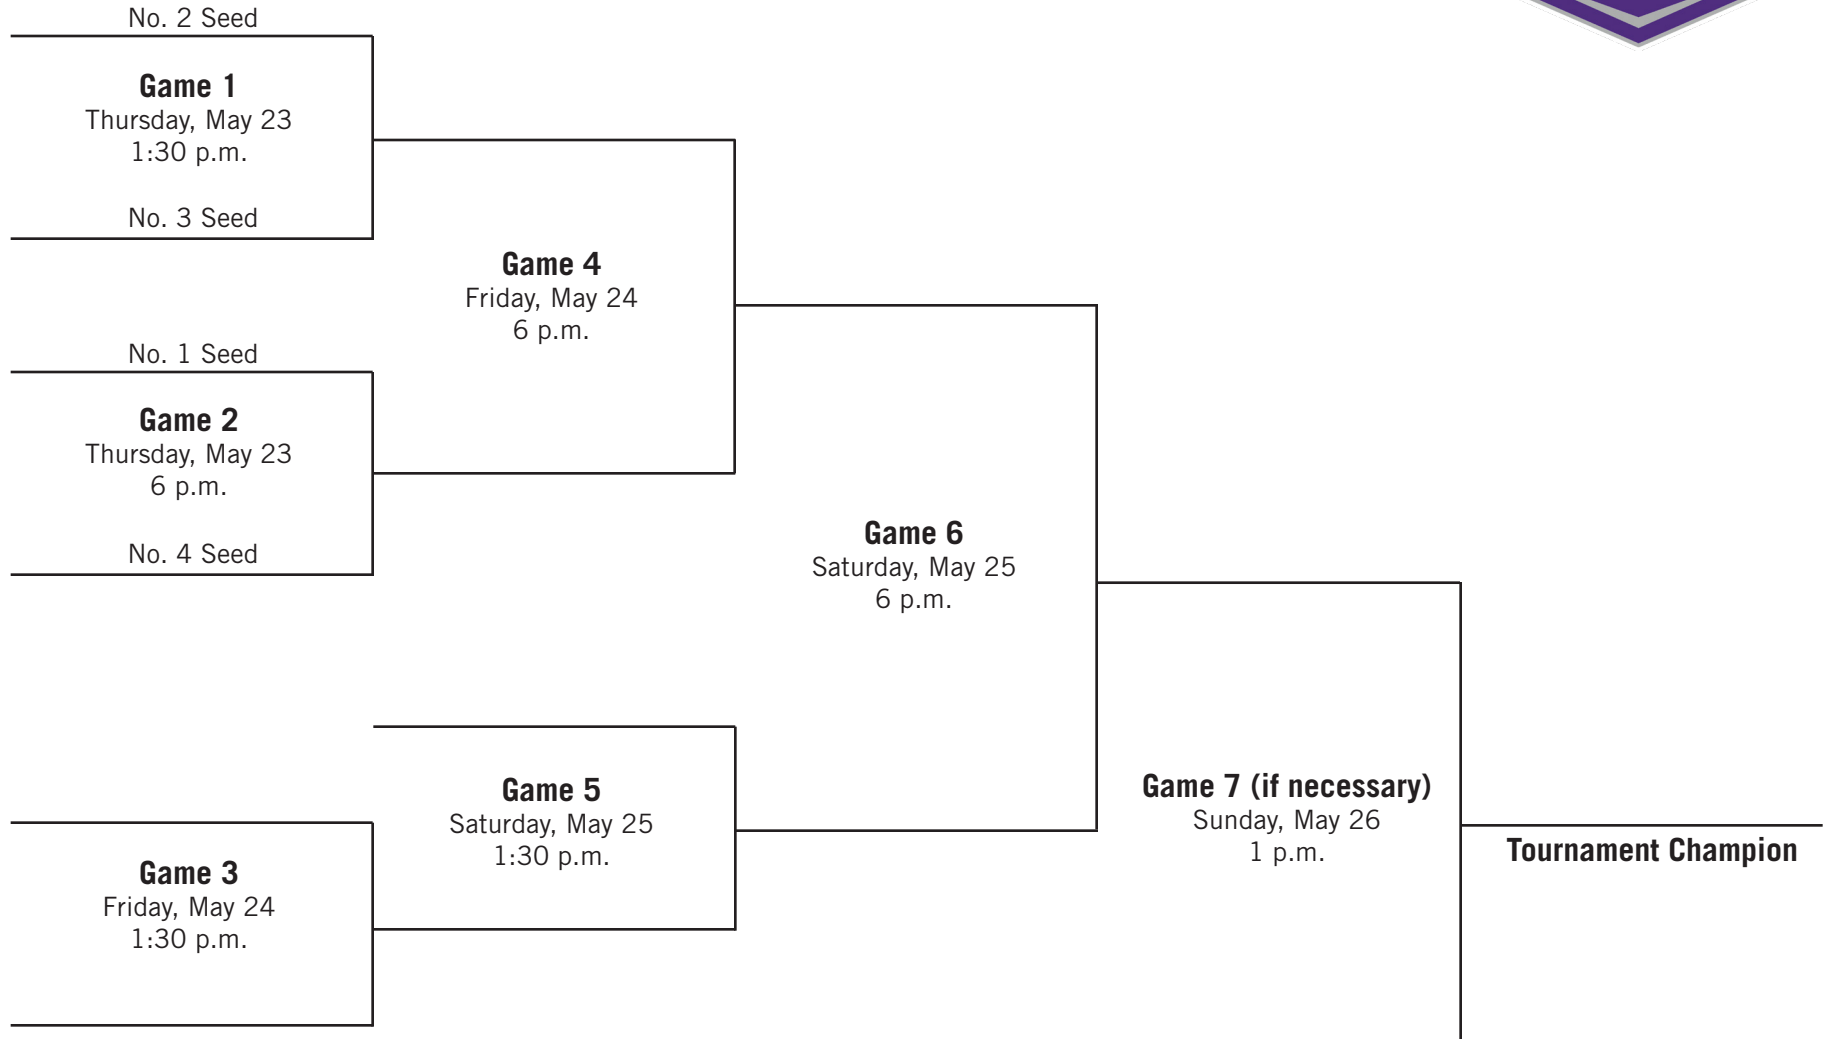 No. 2 Seed
Game 1
Thursday, May 23
1:30 p.m.
No. 3 Seed
Game 4
Friday, May 24
6 p.m.
No. 1 Seed
Game 2
Thursday, May 23
6 p.m.
No. 4 Seed
Game 6
Saturday, May 25
6 p.m.
Game 5
Saturday, May 25
1:30 p.m.
Game 3
Friday, May 24
1:30 p.m.
Game 7 (if necessary)
Sunday, May 26
1 p.m.
Tournament Champion